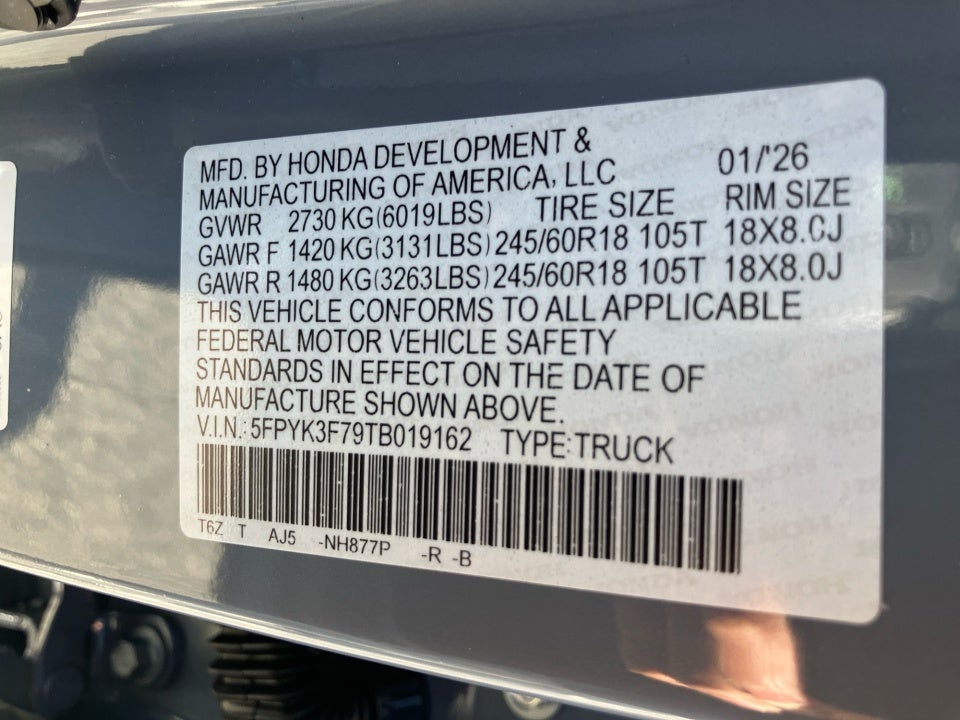 MFD. BY HONDA DEVELOPMENT &
MANUFACTURING OF AMERICA, LLC 01/'26
GVWR 2730 KG(6019LBS) TIRE SIZE RIM SIZE
GAWR F 1420 KG(3131LBS) 245/60R18 105T 18X8.0J
GAWR R 1480 KG(3263LBS) 245/60R18 105T 18X8.0J
THIS VEHICLE CONFORMS TO ALL APPLICABLE
FEDERAL MOTOR VEHICLE SAFETY
STANDARDS IN EFFECT ON THE DATE OF
MANUFACTURE SHOWN ABOVE.
V.I.N.: 5FPYK3F79TB019162 TYPE:TRUCK
T6Z T AJ5 -NH877P -R -B